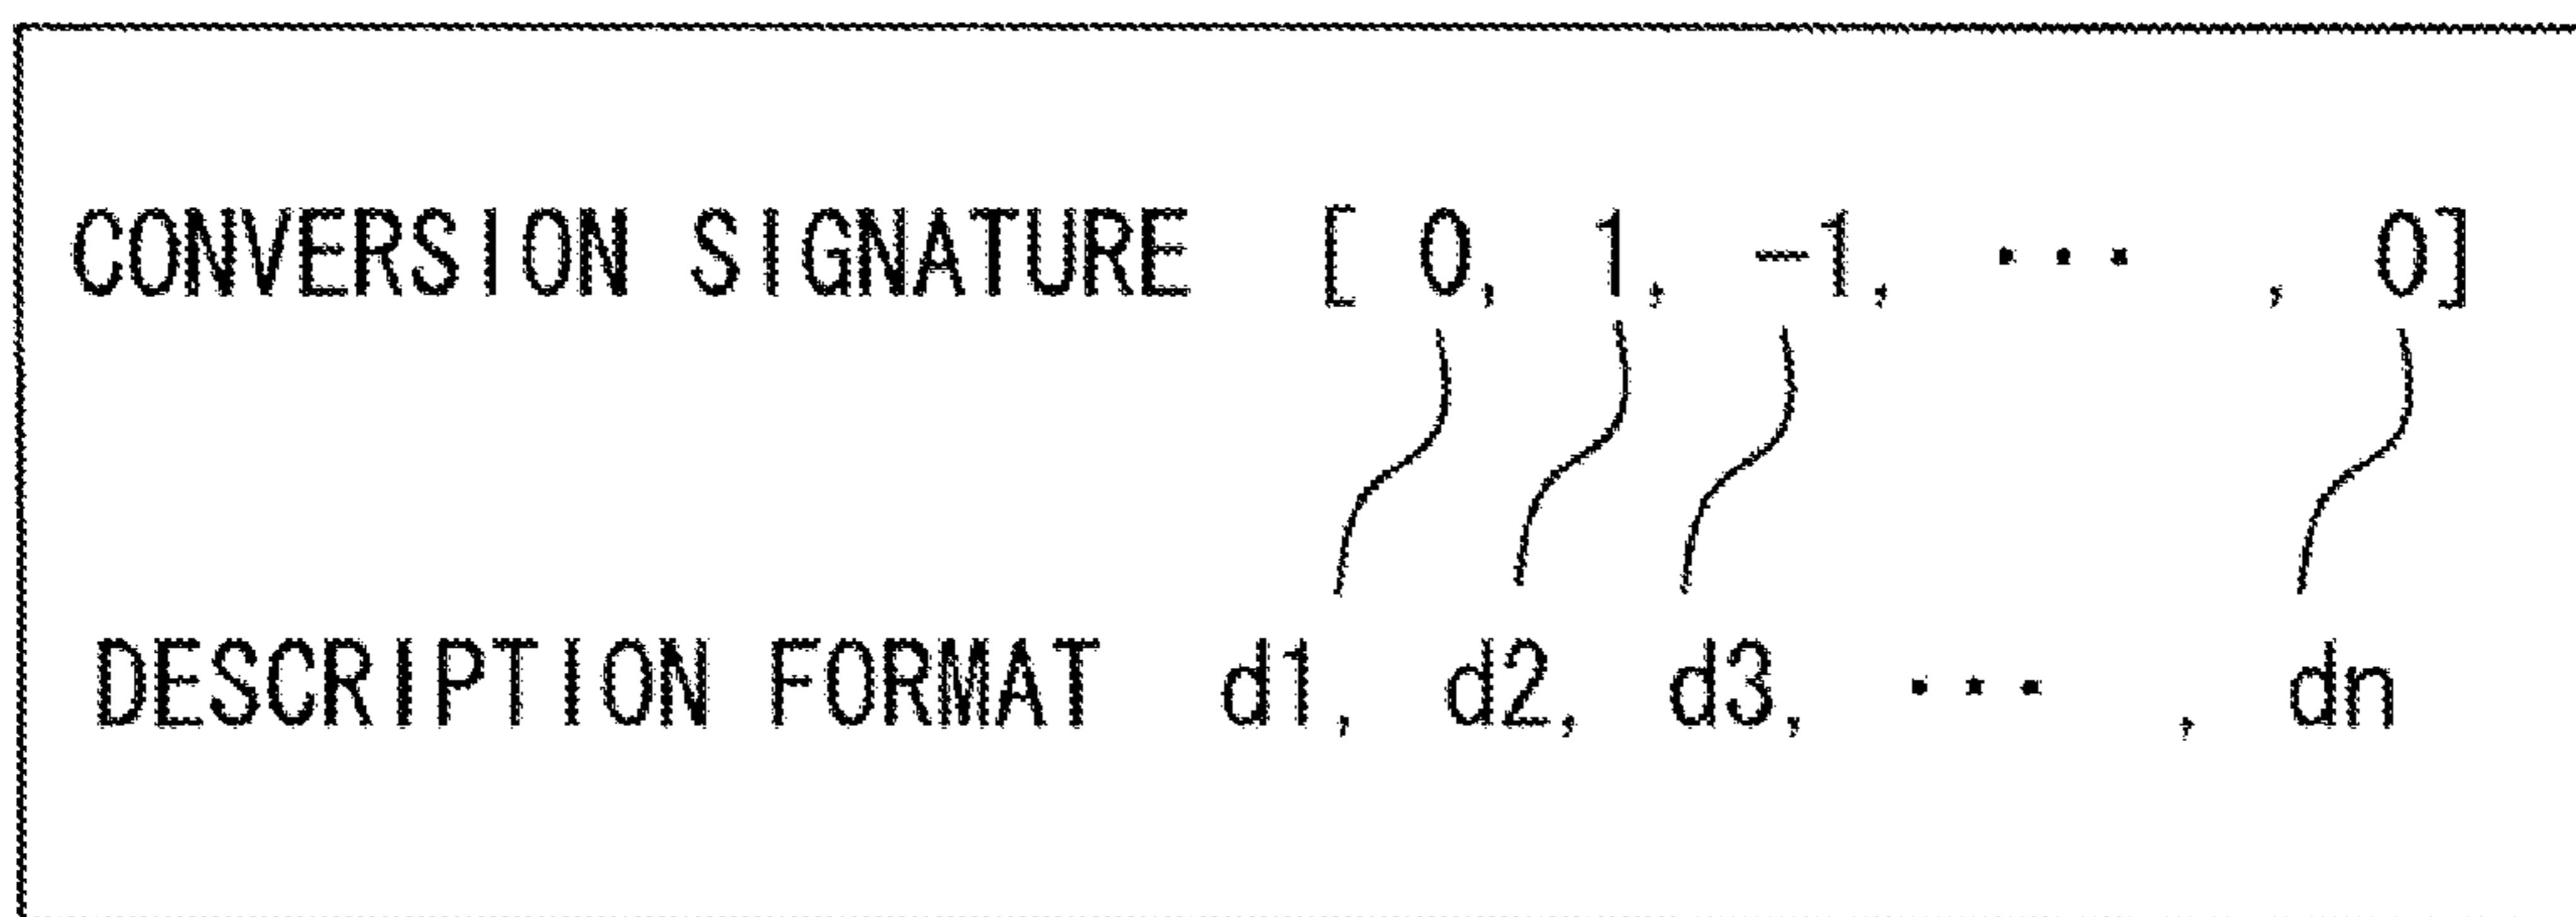 CONVERSION SIGNATURE [ 0, 1, -1, ･･･ , 0]
DESCRIPTION FORMAT d1, d2, d3, ･･･ , dn